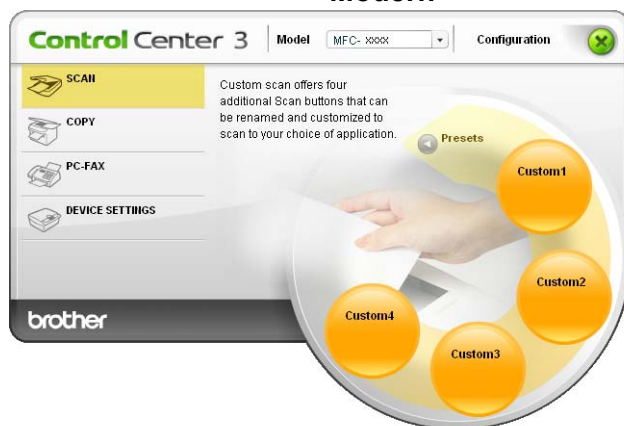 Control Center 3 Model MFC- XXXX Configuration
SCAN
COPY
PC-FAX
DEVICE SETTINGS
Custom scan offers four
additional Scan buttons that can
be renamed and customized to
scan to your choice of application.
Presets
Custom1
Custom2
Custom3
Custom4
brother